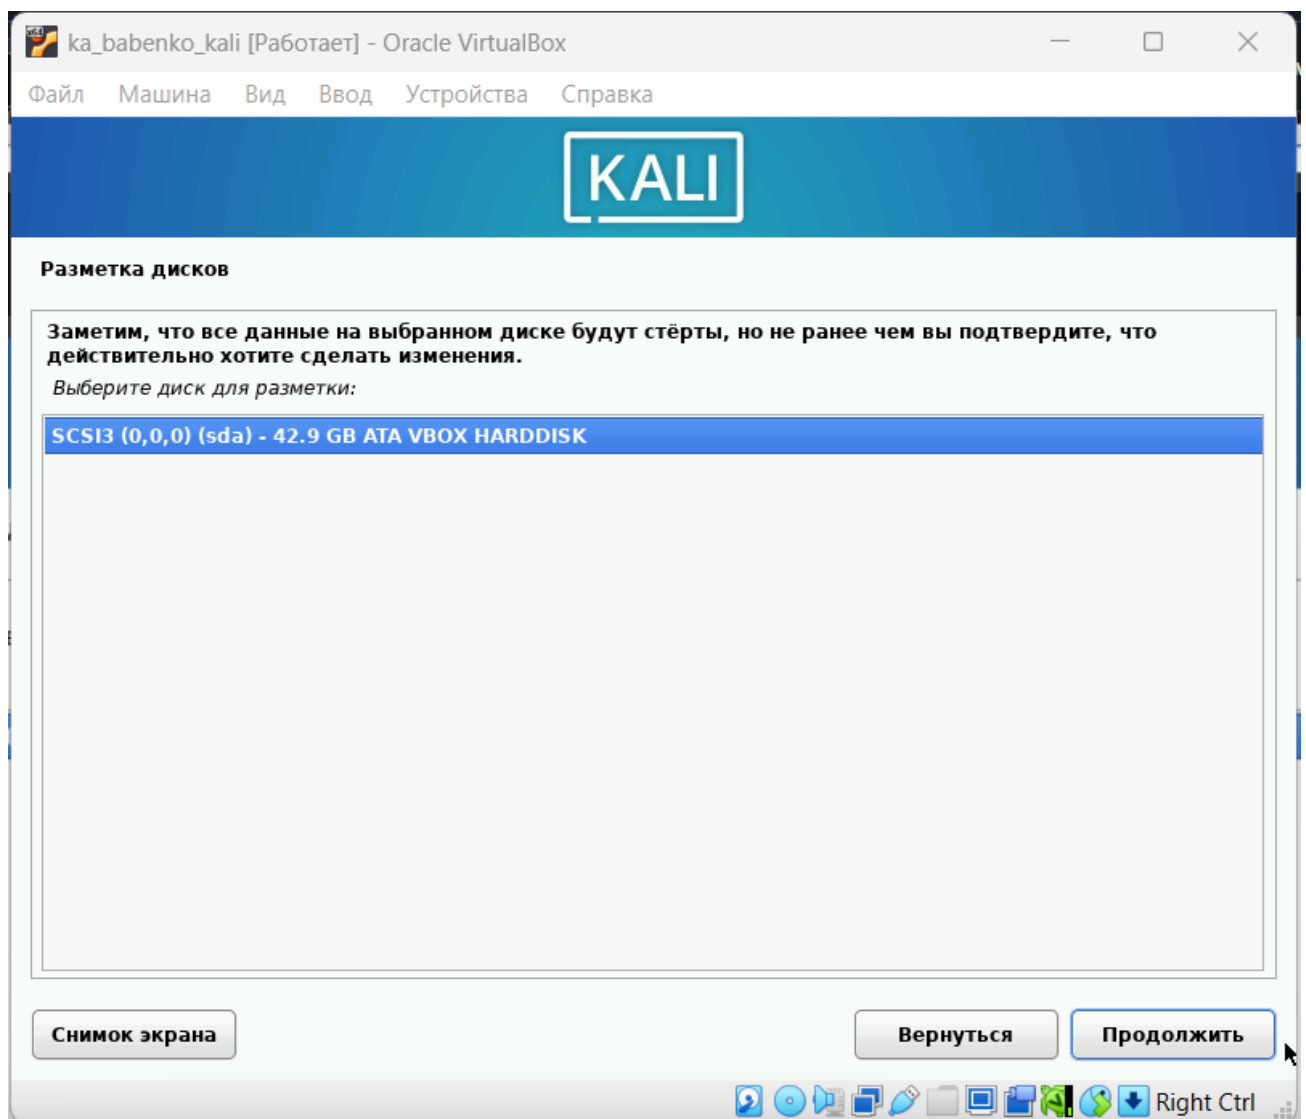 ka_babenko_kali [Работает] - Oracle VirtualBox
Файл Машина Вид Ввод Устройства Справка
KALI
Разметка дисков
Заметим, что все данные на выбранном диске будут стёрты, но не ранее чем вы подтвердите, что
действительно хотите сделать изменения.
Выберите диск для разметки:
SCSI3 (0,0,0) (sda) - 42.9 GB ATA VBOX HARDDISK
Снимок экрана Вернуться Продолжить
Right Ctrl